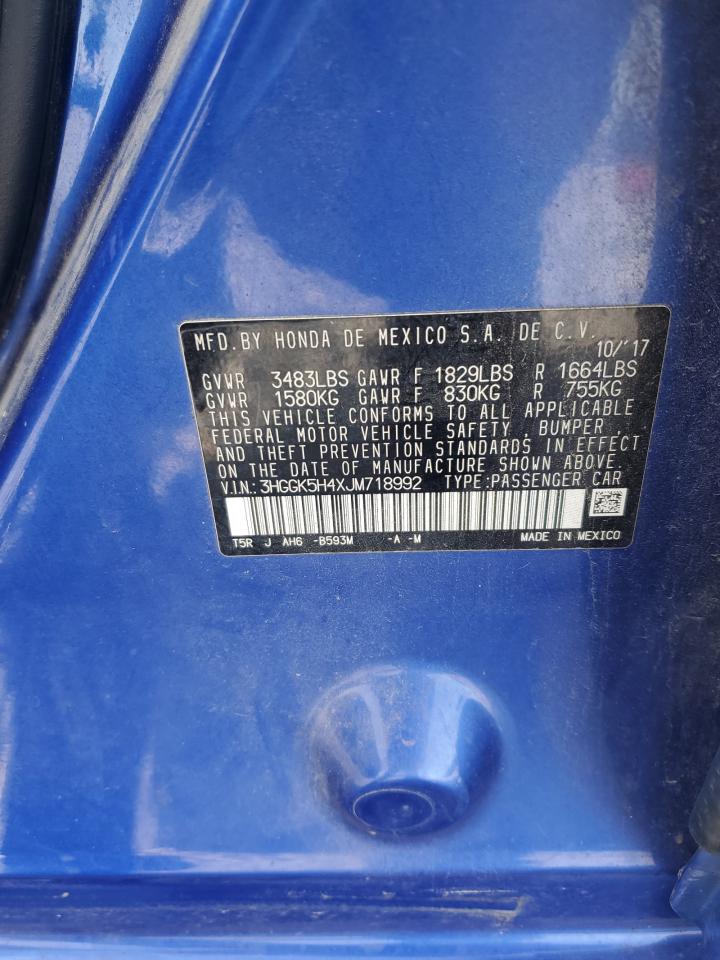 MFD.BY HONDA DE MEXICO S.A. DE C.V.
10/'17
GVWR 3483LBS GAWR F 1829LBS R 1664LBS
GVWR 1580KG GAWR F 830KG R 755KG
THIS VEHICLE CONFORMS TO ALL APPLICABLE
FEDERAL MOTOR VEHICLE SAFETY, BUMPER,
AND THEFT PREVENTION STANDARDS IN EFFECT
ON THE DATE OF MANUFACTURE SHOWN ABOVE.
V.I.N.:3HGGK5H4XJM718992 TYPE:PASSENGER CAR
T5R J AH6 -B593M -A -M MADE IN MEXICO